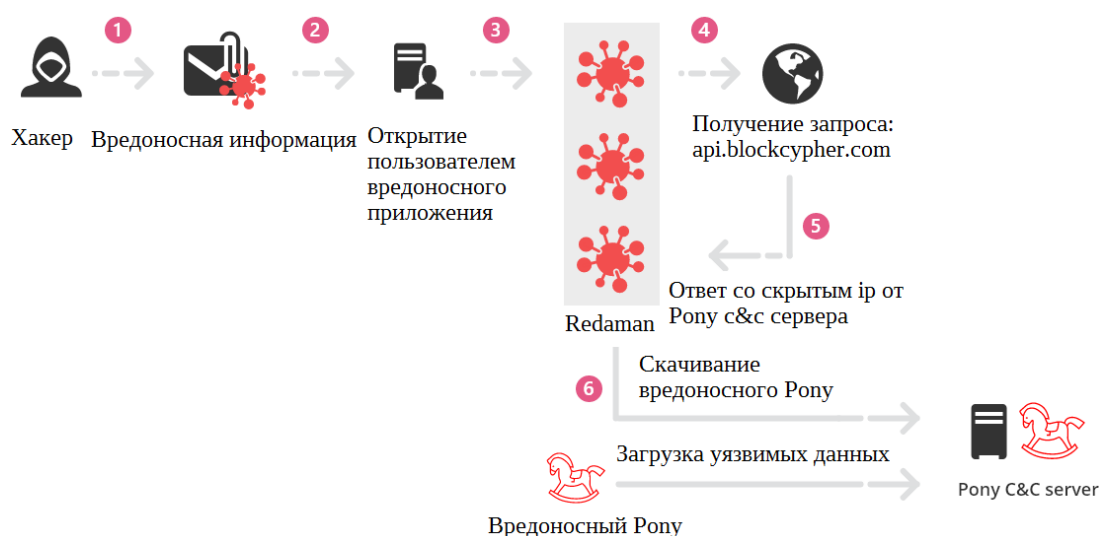 1
2
3
4
Хакер
Вредоносная информация
Открытие
пользователем
вредоносного
приложения
Получение запроса:
api.blockcypher.com
5
Ответ со скрытым ip от
Pony c&c сервера
Redaman
6
Скачивание
вредоносного Pony
Загрузка уязвимых данных
Pony C&C server
Вредоносный Pony